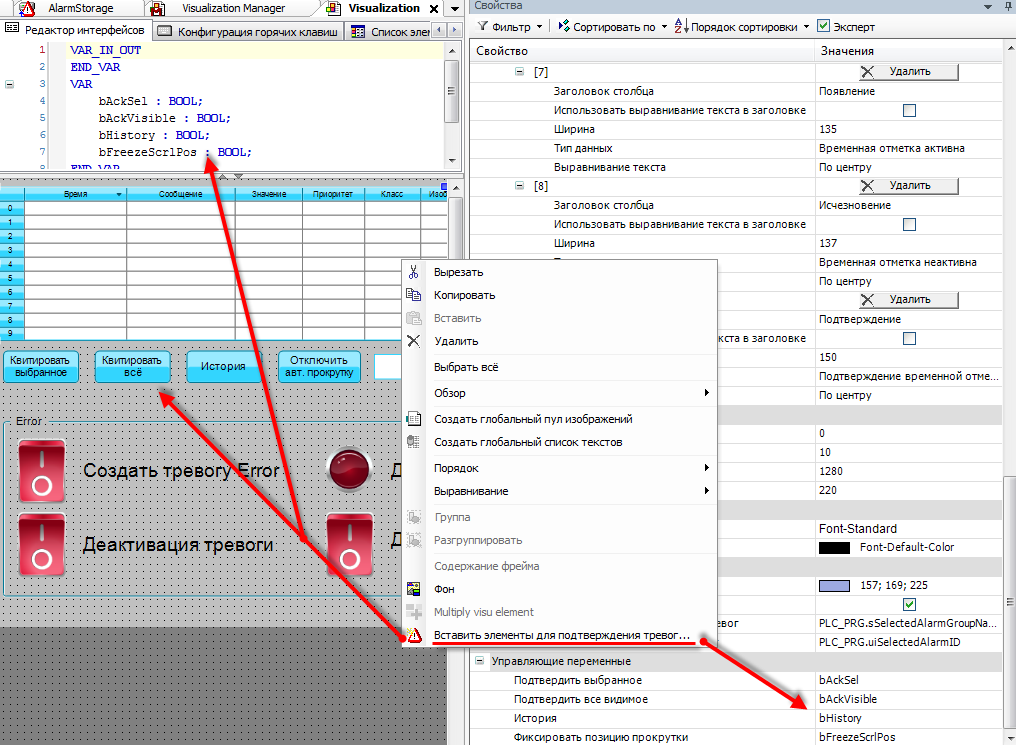 AlarmStorage
Visualization Manager
Visualization
Редактор интерфейсов
Конфигурация горячих клавиш
Список элег
1 VAR_IN_OUT
2 END_VAR
3 VAR
4 bAckSel : BOOL;
5 bAckVisible : BOOL;
6 bHistory : BOOL;
7 bFreezeScrlPos : BOOL;
8 END_VAR
Время Сообщение Значение Приоритет Класс Изоб
0
1
2
3
4
5
6
7
8
9
Квитировать
выбранное
Квитировать
всё
История
Отключить
авт. прокрутку
Error
Создать тревогу Error
Деактивация тревоги
Вырезать
Копировать
Вставить
Удалить
Выбрать всё
Обзор
Создать глобальный пул изображений
Создать глобальный список текстов
Порядок
Выравнивание
Группа
Разгруппировать
Содержание фрейма
Фон
Multiply visu element
Вставить элементы для подтверждения тревог...
Свойства
Фильтр
Сортировать по
Порядок сортировки
Эксперт
Свойство Значения
[7] Удалить
Заголовок столбца Появление
Использовать выравнивание текста в заголовке
Ширина 135
Тип данных Временная отметка активна
Выравнивание текста По центру
[8] Удалить
Заголовок столбца Исчезновение
Использовать выравнивание текста в заголовке
Ширина 137
Временная отметка неактивна
По центру
Удалить
Подтверждение
кста в заголовке
150
Подтверждение временной отме...
По центру
0
10
1280
220
Font-Standard
Font-Default-Color
157; 169; 225
вог PLC_PRG.sSelectedAlarmGroupNa...
PLC_PRG.uiSelectedAlarmID
Управляющие переменные
Подтвердить выбранное bAckSel
Подтвердить все видимое bAckVisible
История bHistory
Фиксировать позицию прокрутки bFreezeScrlPos